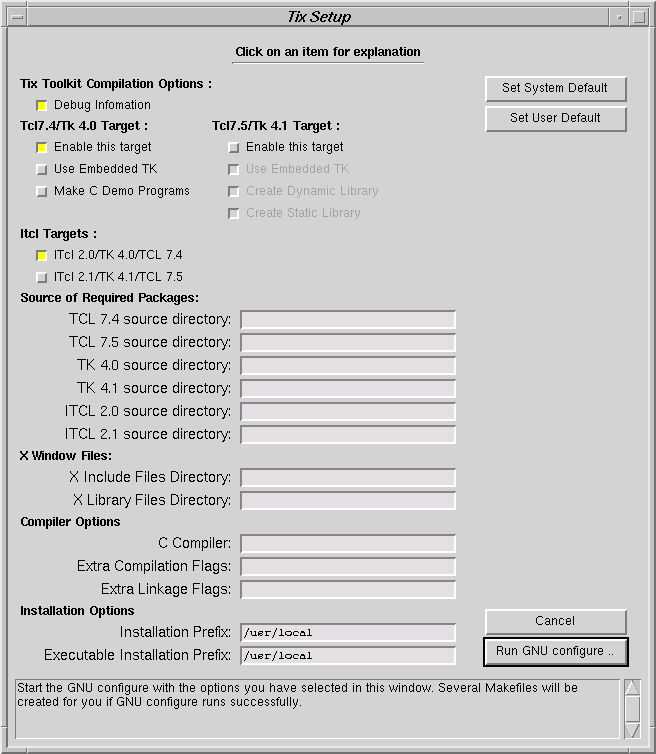 Tix Setup
Click on an item for explanation
Tix Toolkit Compilation Options :
Set System Default
Debug Infomation
Set User Default
Tcl7.4/Tk 4.0 Target :
Tcl7.5/Tk 4.1 Target :
Enable this target
Enable this target
Use Embedded TK
Use Embedded TK
Make C Demo Programs
Create Dynamic Library
Create Static Library
Itcl Targets :
ITcl 2.0/TK 4.0/TCL 7.4
ITcl 2.1/TK 4.1/TCL 7.5
Source of Required Packages:
TCL 7.4 source directory:
TCL 7.5 source directory:
TK 4.0 source directory:
TK 4.1 source directory:
ITCL 2.0 source directory:
ITCL 2.1 source directory:
X Window Files:
X Include Files Directory:
X Library Files Directory:
Compiler Options
C Compiler:
Extra Compilation Flags:
Extra Linkage Flags:
Installation Options
Installation Prefix: /usr/local
Cancel
Executable Installation Prefix: /usr/local
Run GNU configure ..
Start the GNU configure with the options you have selected in this window. Several Makefiles will be
created for you if GNU configure runs successfully.